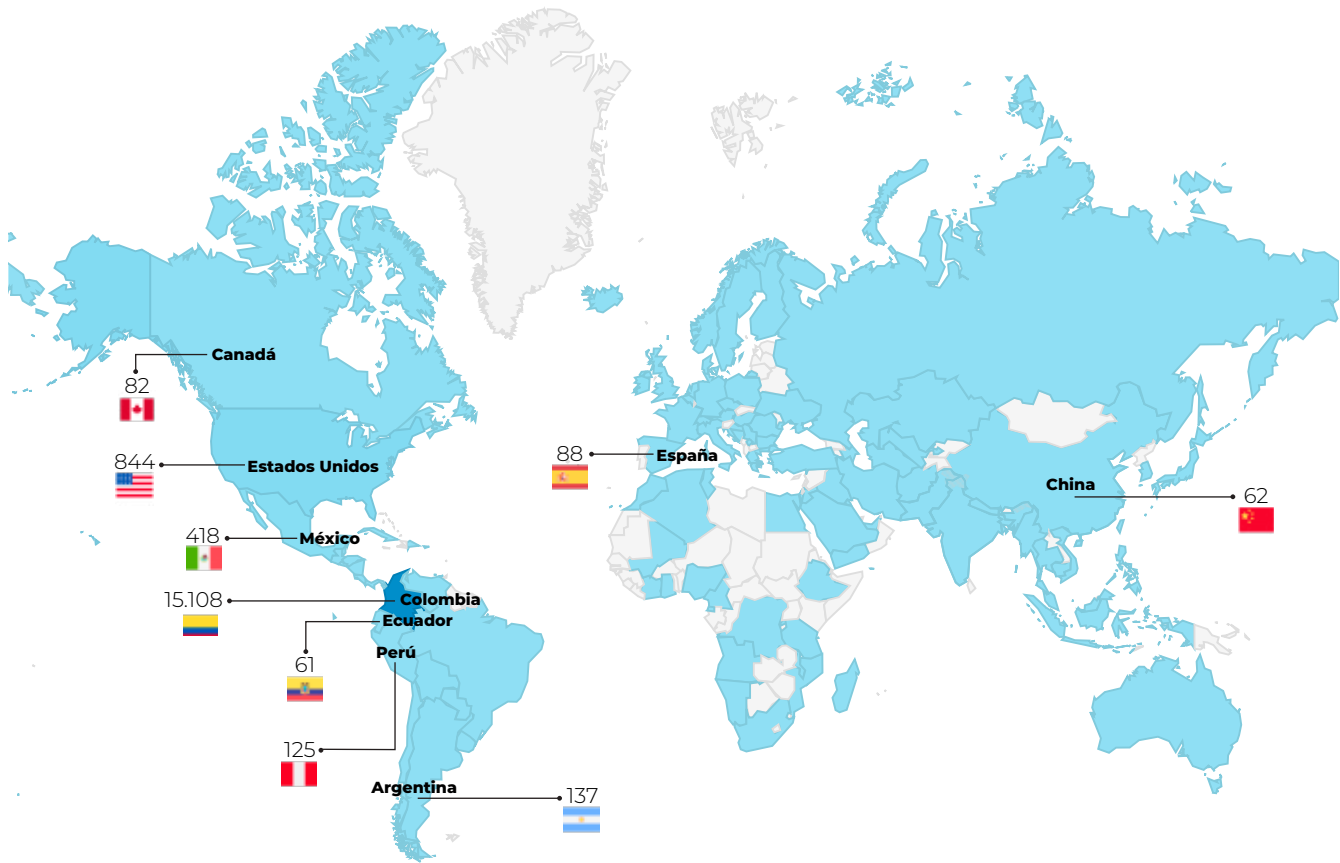 Canadá
82
844
Estados Unidos
88
España
China
62
418
México
15.108
Colombia
Ecuador
61
Perú
125
Argentina
137